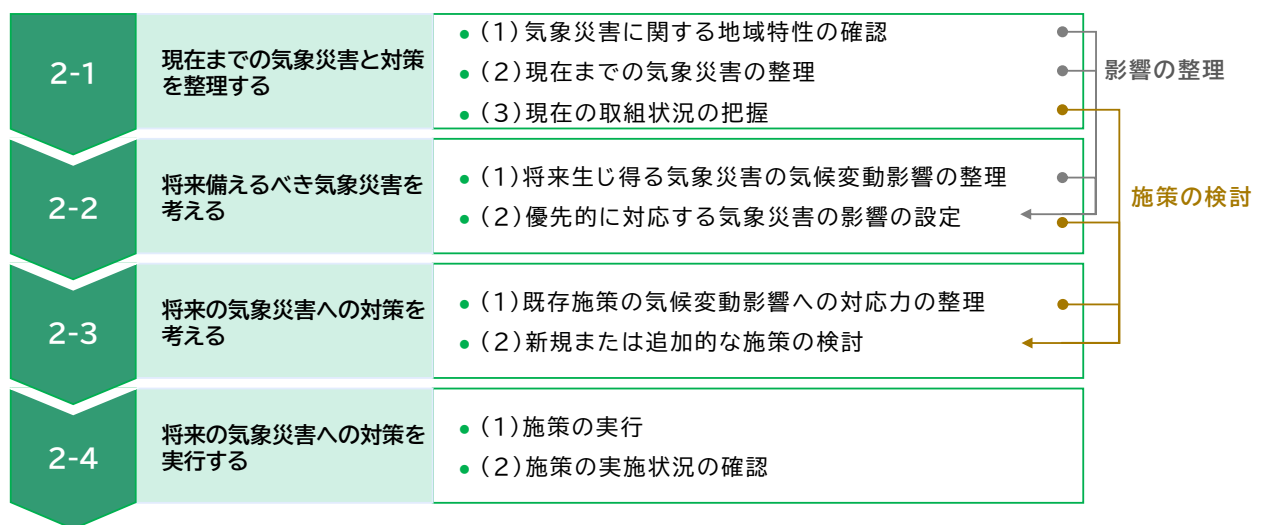 2-1
現在までの気象災害と対策
を整理する
(1)気象災害に関する地域特性の確認
(2)現在までの気象災害の整理
(3)現在の取組状況の把握
影響の整理
2-2
将来備えるべき気象災害を
考える
(1)将来生じ得る気象災害の気候変動影響の整理
(2)優先的に対応する気象災害の影響の設定
施策の検討
2-3
将来の気象災害への対策を
考える
(1)既存施策の気候変動影響への対応力の整理
(2)新規または追加的な施策の検討
2-4
将来の気象災害への対策を
実行する
(1)施策の実行
(2)施策の実施状況の確認